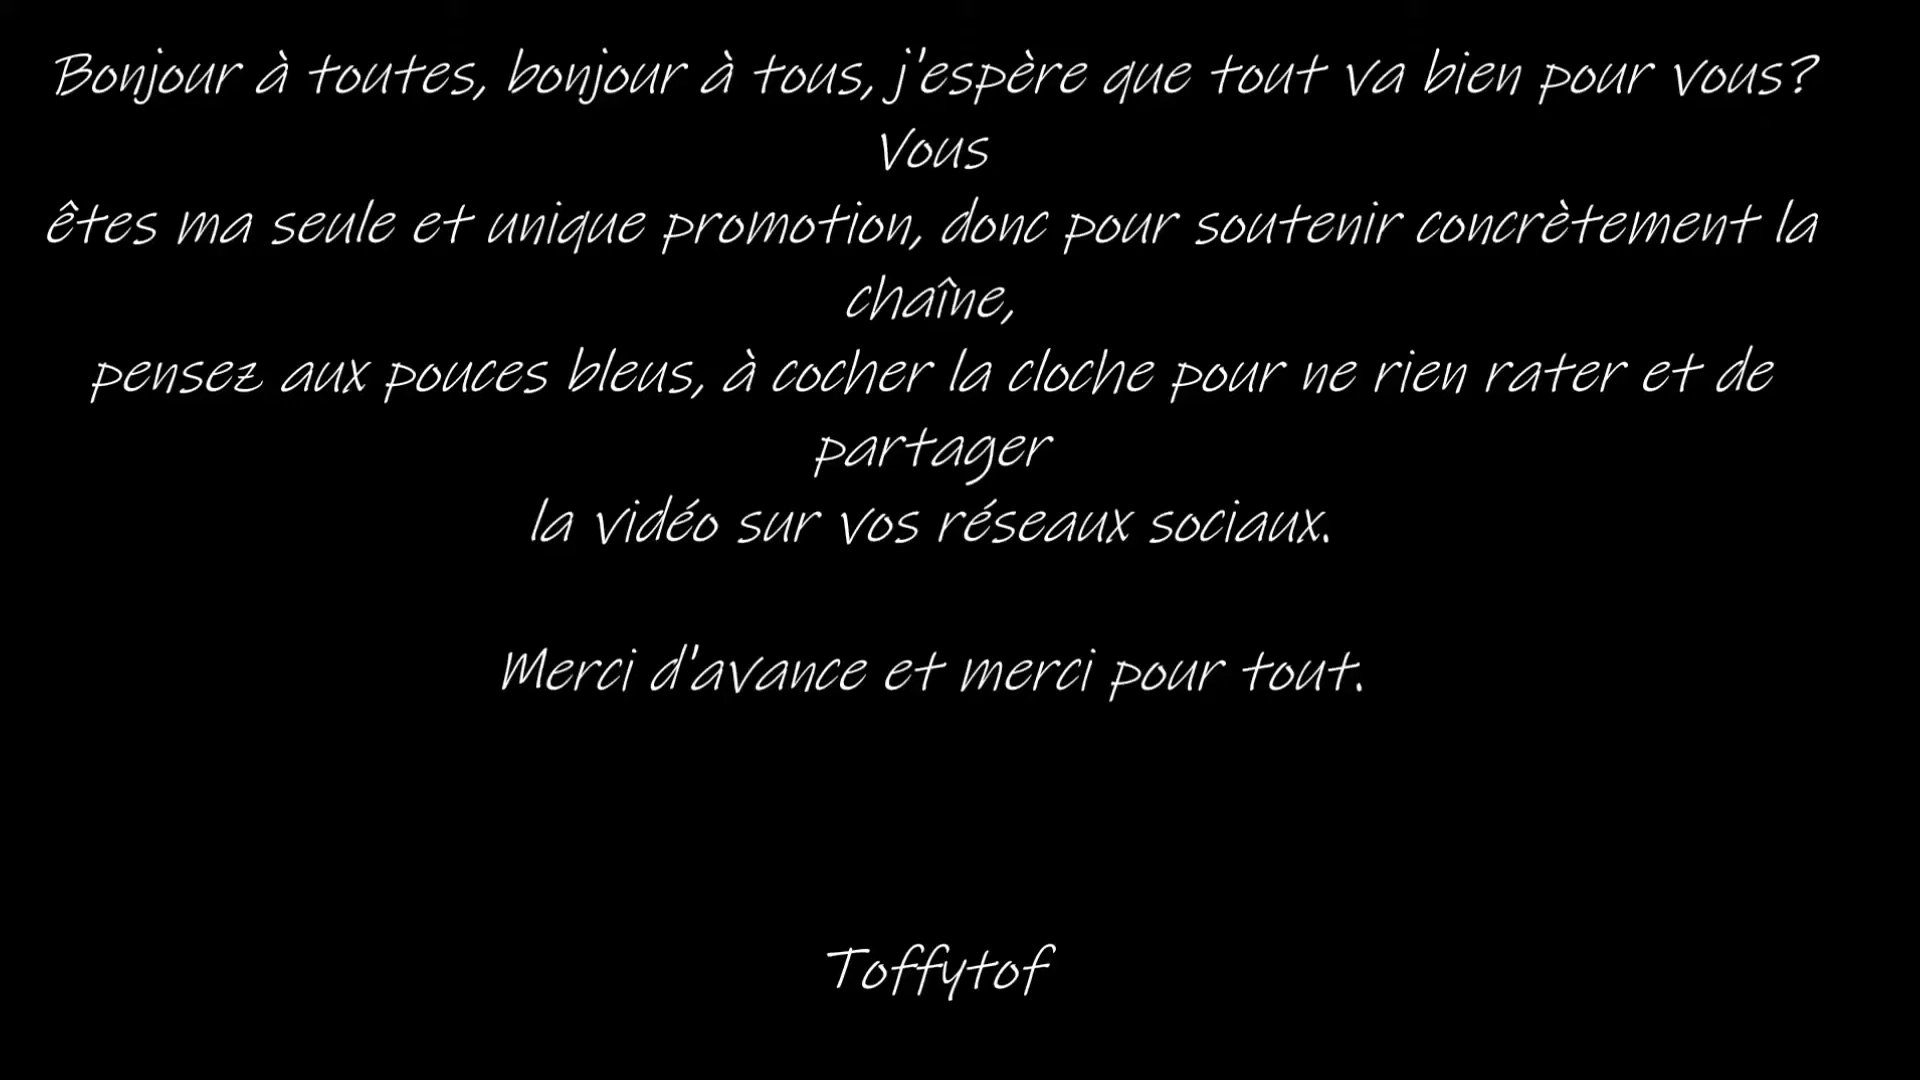 Bonjour à toutes, bonjour à tous, j'espère que tout va bien pour vous?
Vous
êtes ma seule et unique promotion, donc pour soutenir concrètement la
chaîne,
pensez aux pouces bleus, à cocher la cloche pour ne rien rater et de
partager
la vidéo sur vos réseaux sociaux.
Merci d'avance et merci pour tout.
Toffytof